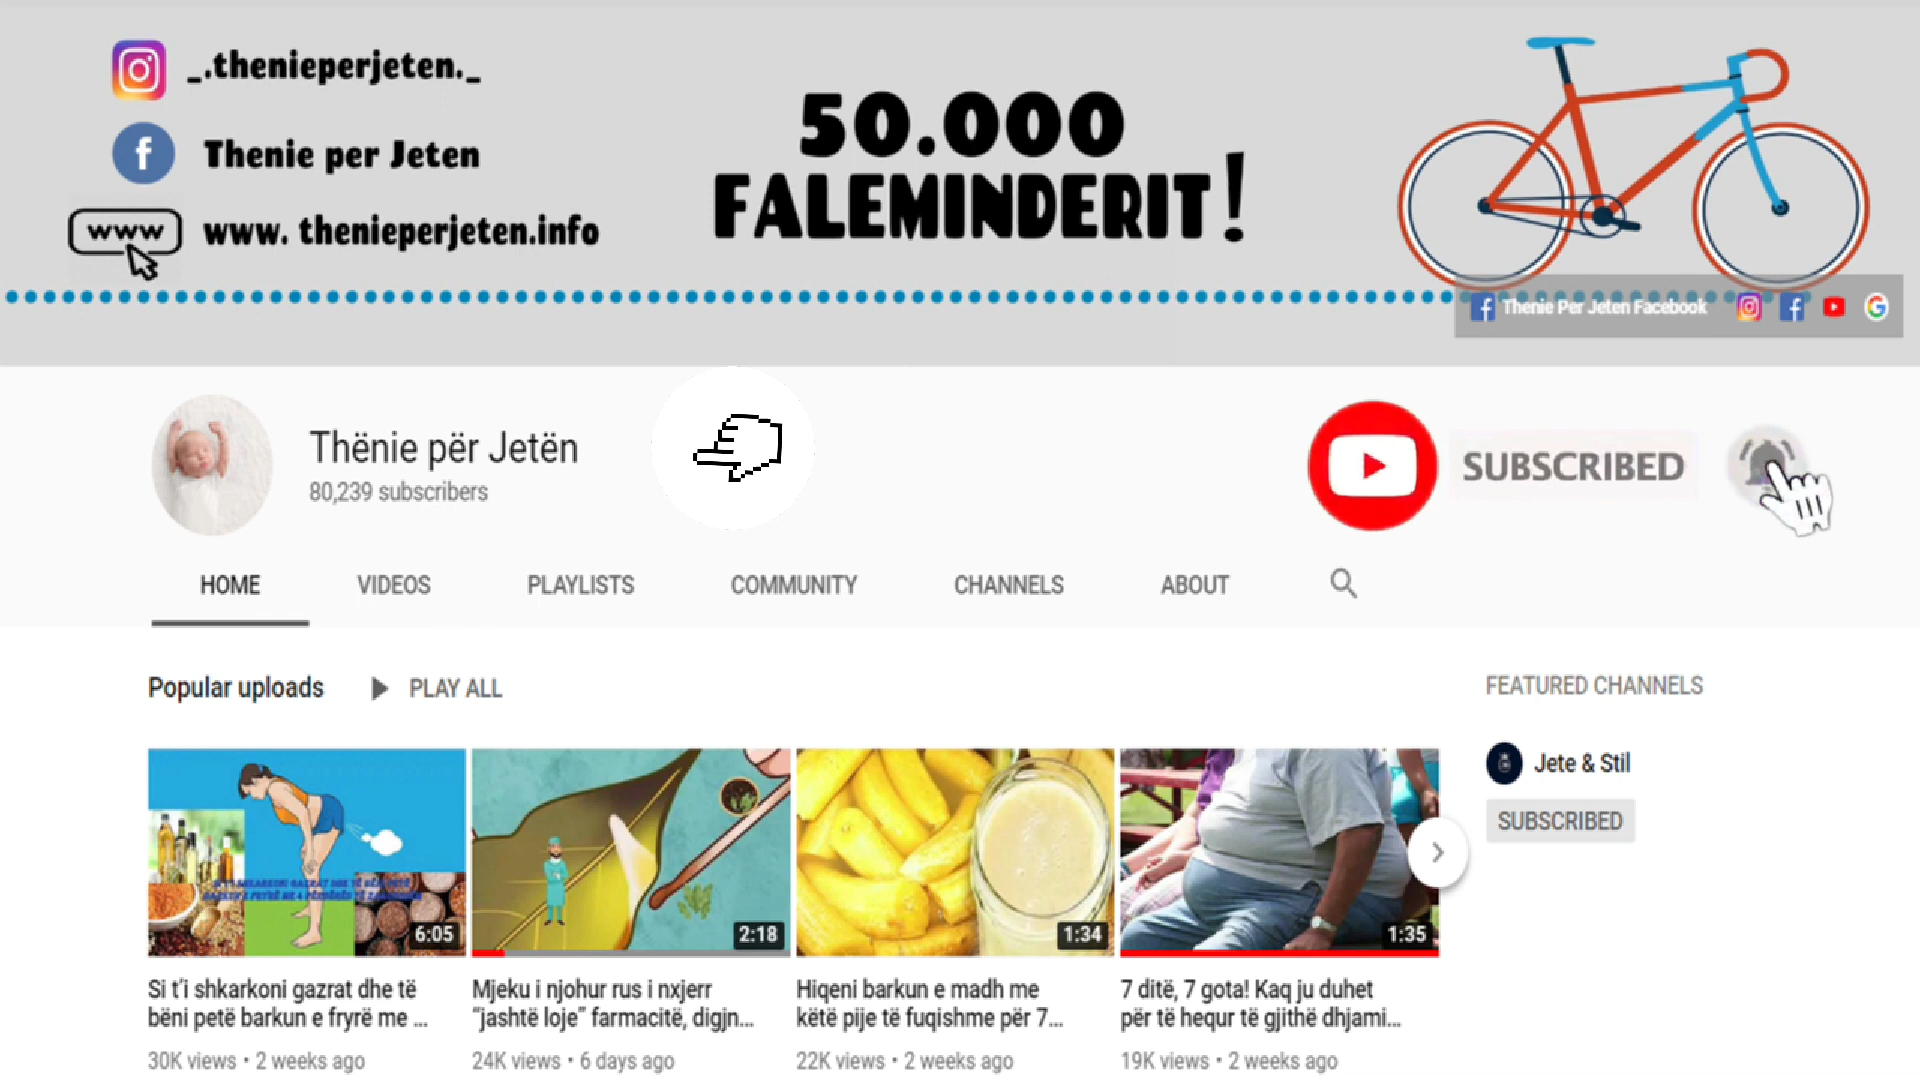 _.thenieperjeten._
50.000
f Thenie per Jeten
FALEMINDERIT!
www www. thenieperjeten.info
Thenie Per Jeten Facebook
Thënie për Jetën
80,239 subscribers
SUBSCRIBED
HOME VIDEOS PLAYLISTS COMMUNITY CHANNELS ABOUT
Popular uploads PLAY ALL
FEATURED CHANNELS
Jete & Stil
SUBSCRIBED
6:05 2:18 1:34 1:35
Si t'i shkarkoni gazrat dhe të
bëni petë barkun e fryrë me ...
30K views • 2 weeks ago
Mjeku i njohur rus i nxjerr
“jashtë loje” farmacitë, digjn...
24K views • 6 days ago
Hiqeni barkun e madh me
këtë pije të fuqishme për 7...
22K views • 2 weeks ago
7 ditë, 7 gota! Kaq ju duhet
për të hequr të gjithë dhjami...
19K views • 2 weeks ago